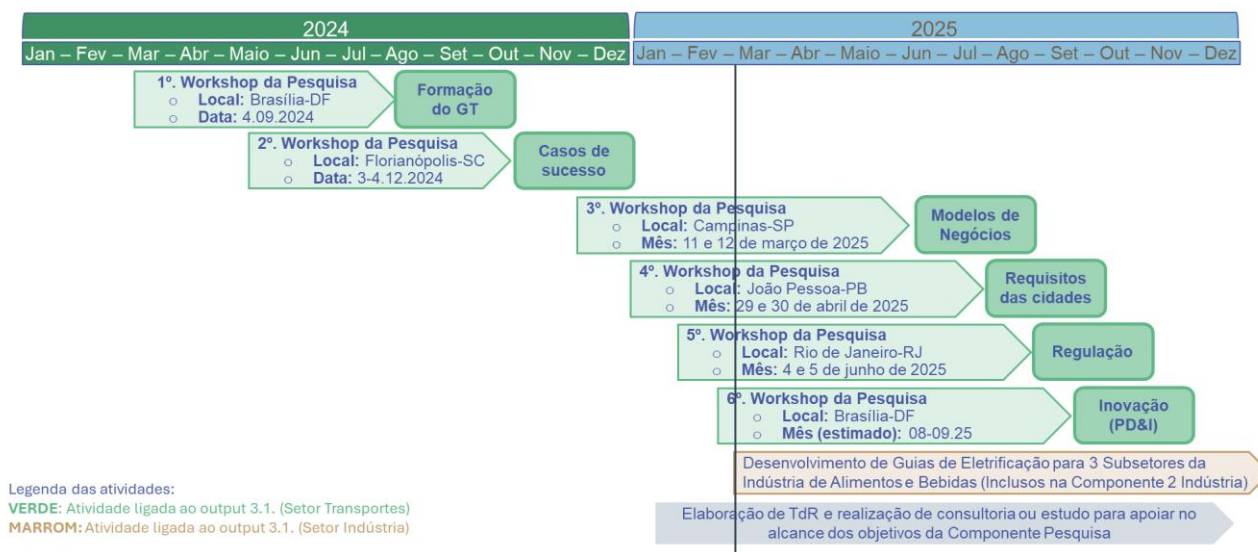 2024
2025
Jan – Fev – Mar – Abr – Maio – Jun – Jul – Ago – Set – Out – Nov – Dez
Jan – Fev – Mar – Abr – Maio – Jun – Jul – Ago – Set – Out – Nov – Dez
1º. Workshop da Pesquisa
o Local: Brasília-DF
o Data: 4.09.2024
Formação
do GT
2º. Workshop da Pesquisa
o Local: Florianópolis-SC
o Data: 3-4.12.2024
Casos de
sucesso
3º. Workshop da Pesquisa
o Local: Campinas-SP
o Mês: 11 e 12 de março de 2025
Modelos de
Negócios
4º. Workshop da Pesquisa
o Local: João Pessoa-PB
o Mês: 29 e 30 de abril de 2025
Requisitos
das cidades
5º. Workshop da Pesquisa
o Local: Rio de Janeiro-RJ
o Mês: 4 e 5 de junho de 2025
Regulação
6º. Workshop da Pesquisa
o Local: Brasília-DF
o Mês (estimado): 08-09.25
Inovação
(PD&I)
Desenvolvimento de Guias de Eletrificação para 3 Subsetores da
Indústria de Alimentos e Bebidas (Inclusos na Componente 2 Indústria)
Elaboração de TdR e realização de consultoria ou estudo para apoiar no
alcance dos objetivos da Componente Pesquisa
Legenda das atividades:
VERDE: Atividade ligada ao output 3.1. (Setor Transportes)
MARROM: Atividade ligada ao output 3.1. (Setor Indústria)